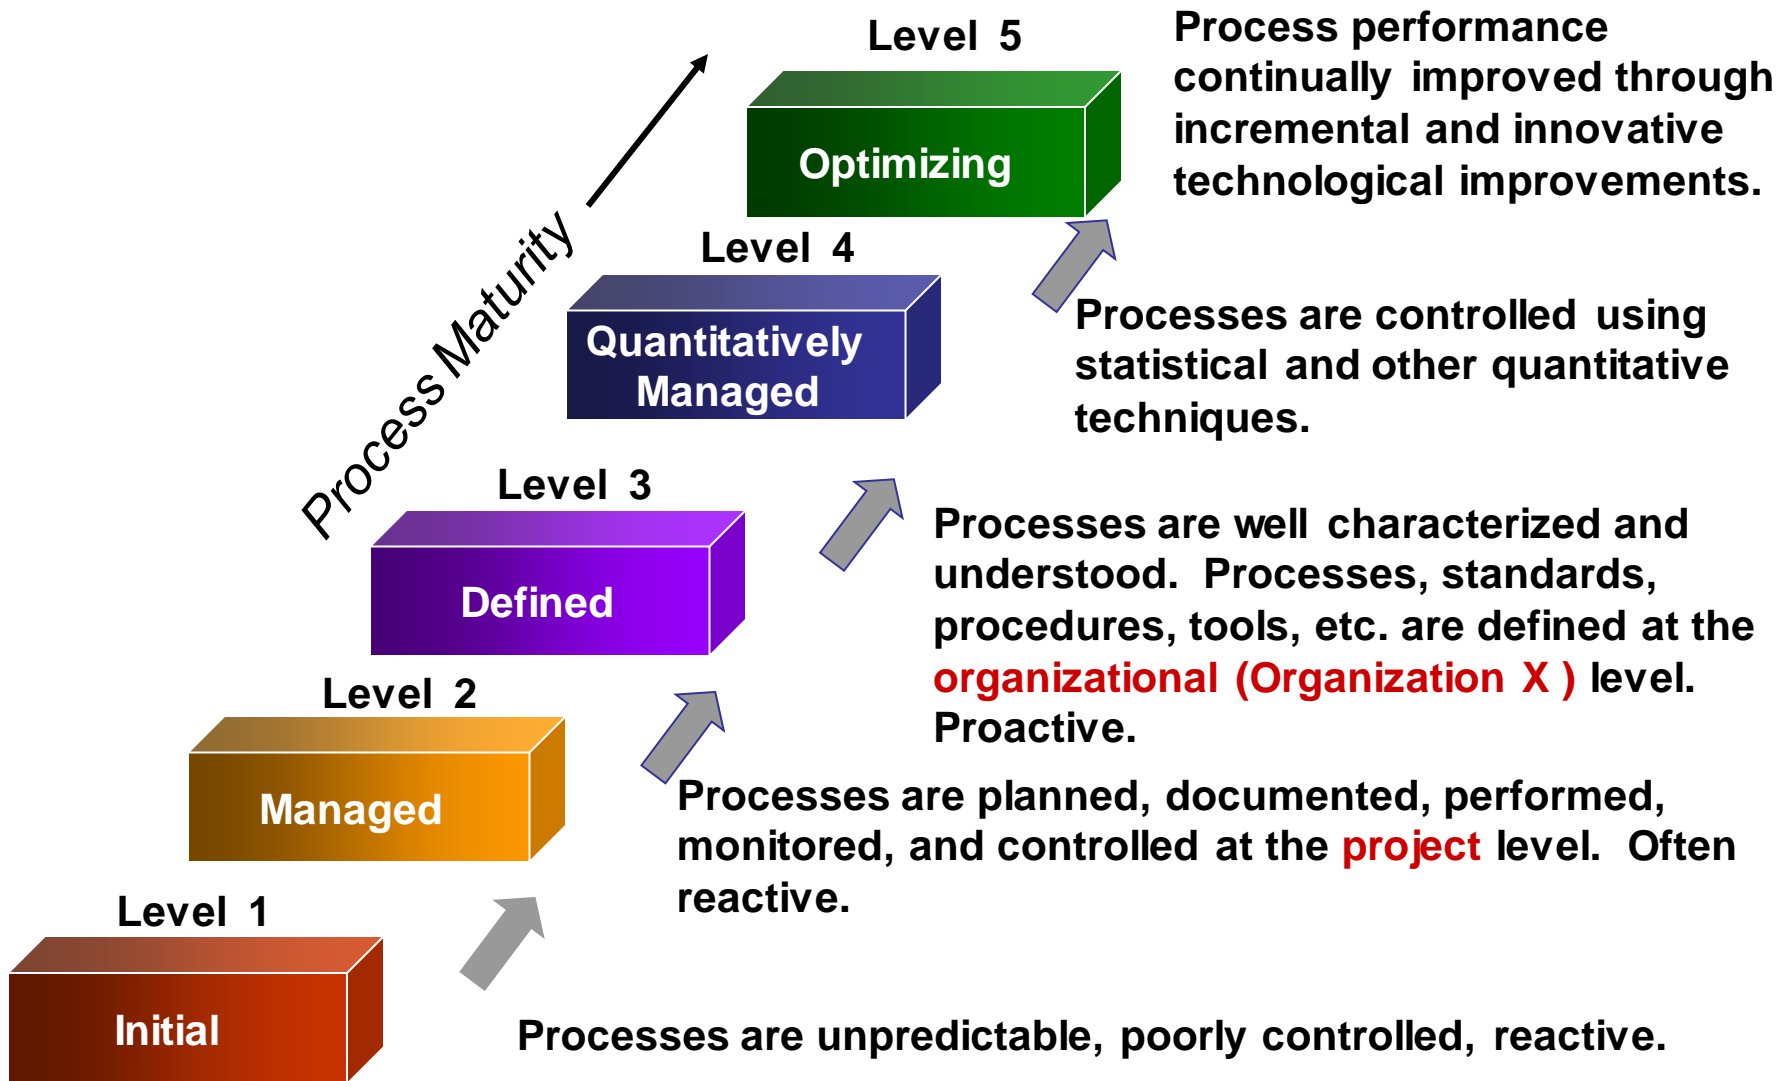 Level 5
Optimizing
Process performance
continually improved through
incremental and innovative
technological improvements.
Process Maturity
Level 4
Quantitatively
Managed
Processes are controlled using
statistical and other quantitative
techniques.
Level 3
Defined
Processes are well characterized and
understood. Processes, standards,
procedures, tools, etc. are defined at the
organizational (Organization X ) level.
Proactive.
Level 2
Managed
Processes are planned, documented, performed,
monitored, and controlled at the project level. Often
reactive.
Level 1
Initial
Processes are unpredictable, poorly controlled, reactive.